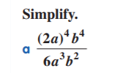 Simplify.
a (2a)⁴b⁴
6a³b²